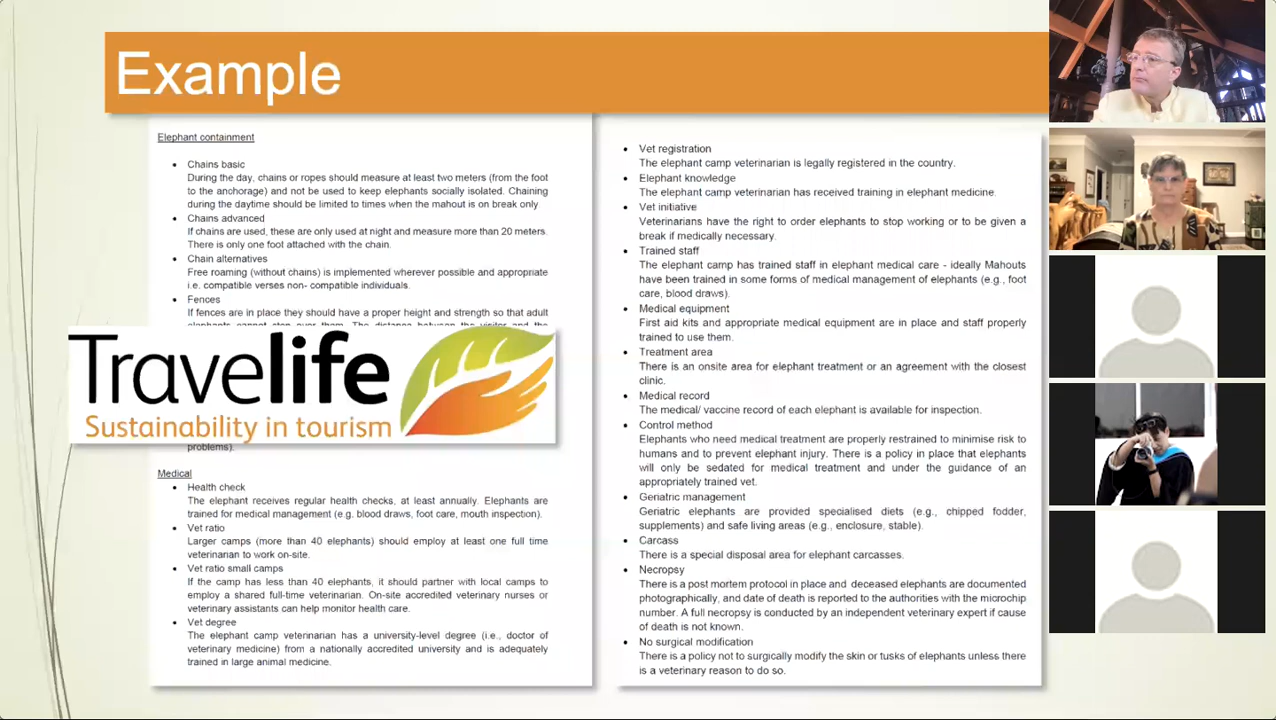 Example
Elephant containment
Chains basic
During the day, chains or ropes should measure at least two meters (from the foot
to the anchorage) and not be used to keep elephants socially isolated. Chaining
during the daytime should be limited to times when the mahout is on break only
Chains advanced
If chains are used, these are only used at night and measure more than 20 meters.
There is only one foot attached with the chain.
Chain alternatives
Free roaming (without chains) is implemented wherever possible and appropriate
i.e. compatible verses non- compatible individuals.
Fences
If fences are in place they should have a proper height and strength so that adult
elephants cannot step over them. The distance between the visitor and the
Travelife
Sustainability in tourism
problems).
Medical
Health check
The elephant receives regular health checks, at least annually. Elephants are
trained for medical management (e.g. blood draws, foot care, mouth inspection).
Vet ratio
Larger camps (more than 40 elephants) should employ at least one full time
veterinarian to work on-site.
Vet ratio small camps
If the camp has less than 40 elephants, it should partner with local camps to
employ a shared full-time veterinarian. On-site accredited veterinary nurses or
veterinary assistants can help monitor health care.
Vet degree
The elephant camp veterinarian has a university-level degree (i.e., doctor of
veterinary medicine) from a nationally accredited university and is adequately
trained in large animal medicine.
Vet registration
The elephant camp veterinarian is legally registered in the country.
Elephant knowledge
The elephant camp veterinarian has received training in elephant medicine.
Vet initiative
Veterinarians have the right to order elephants to stop working or to be given a
break if medically necessary.
Trained staff
The elephant camp has trained staff in elephant medical care - ideally Mahouts
have been trained in some forms of medical management of elephants (e.g., foot
care, blood draws).
Medical equipment
First aid kits and appropriate medical equipment are in place and staff properly
trained to use them.
Treatment area
There is an onsite area for elephant treatment or an agreement with the closest
clinic.
Medical record
The medical/ vaccine record of each elephant is available for inspection.
Control method
Elephants who need medical treatment are properly restrained to minimise risk to
humans and to prevent elephant injury. There is a policy in place that elephants
will only be sedated for medical treatment and under the guidance of an
appropriately trained vet.
Geriatric management
Geriatric elephants are provided specialised diets (e.g., chipped fodder,
supplements) and safe living areas (e.g., enclosure, stable).
Carcass
There is a special disposal area for elephant carcasses.
Necropsy
There is a post mortem protocol in place and deceased elephants are documented
photographically, and date of death is reported to the authorities with the microchip
number. A full necropsy is conducted by an independent veterinary expert if cause
of death is not known.
No surgical modification
There is a policy not to surgically modify the skin or tusks of elephants unless there
is a veterinary reason to do so.